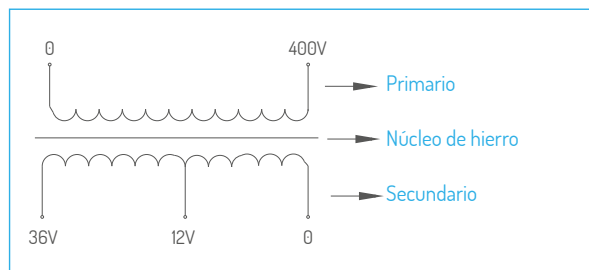 0
400V
Primario
Núcleo de hierro
Secundario
36V
12V
0